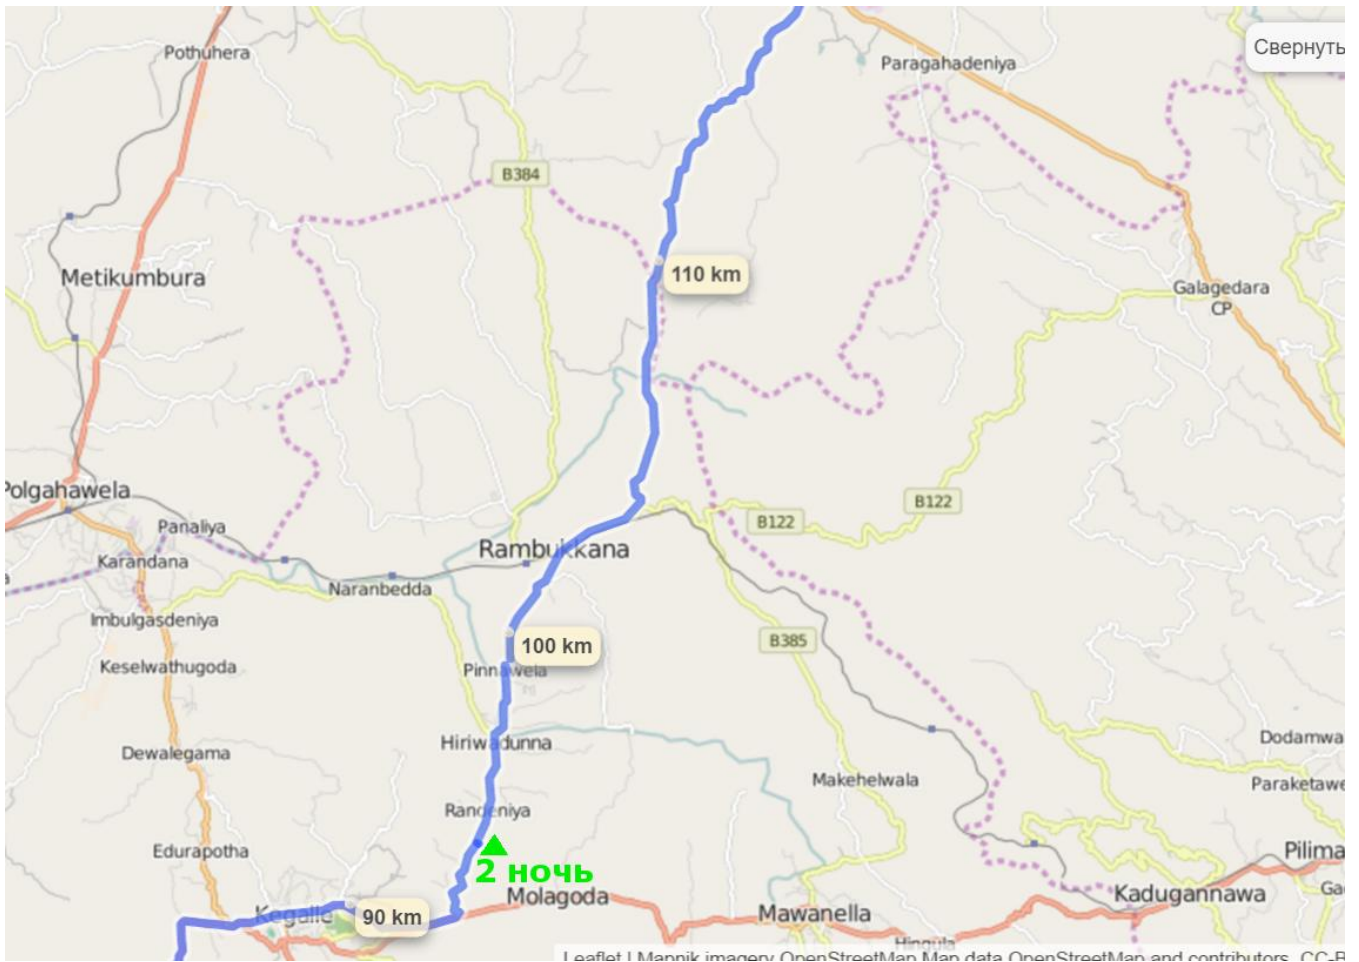 Pothuhera
Paragahadeniya
Свернуть
B384
Metikumbura
110 km
Galagedara
CP
Polgahawela
Panaliya
B122
B122
Karandana
Rambukkana
Naranbedda
Imbulgasdeniya
B385
100 km
Keselwathugoda
Pinnawela
Hiriwadunna
Dewalegama
Dodamwa
Makehelwala
Paraketawe
Randeniya
Edurapotha
Pilima
2 ночь
Molagoda
Kadugannawa
Ga
Kegalle
90 km
Mawanella
Hingula
Leaflet | Mapnik imagery OpenStreetMap Map data OpenStreetMap and contributors, CC-B